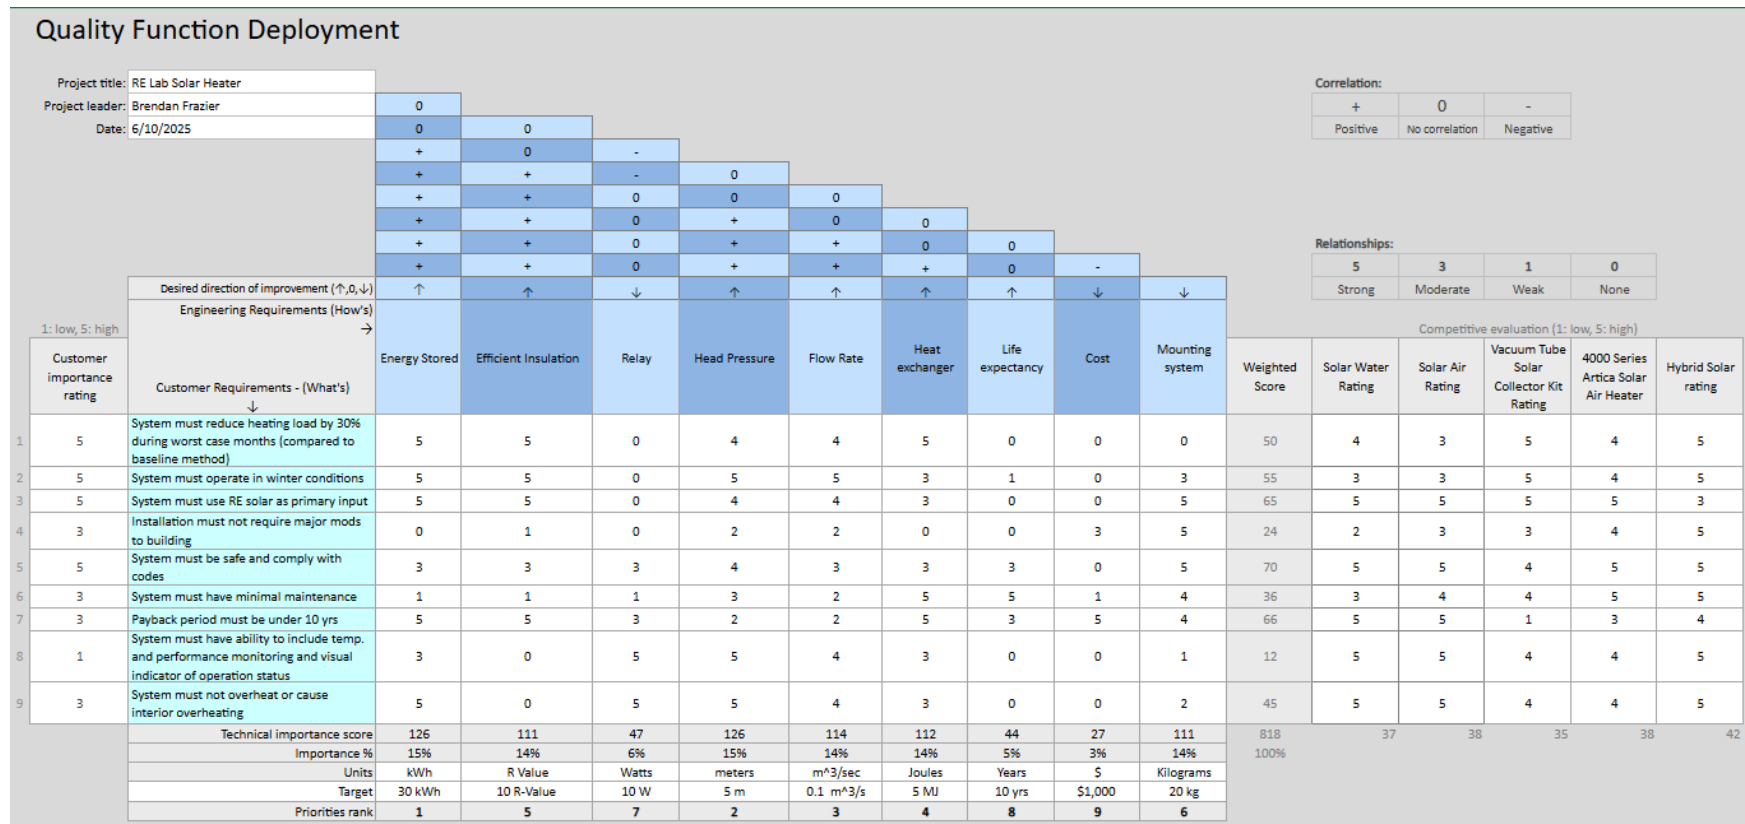 Quality Function Deployment
Project title: RE Lab Solar Heater
Project leader: Brendan Frazier
Date: 6/10/2025
0
0 0
+ 0 -
+ + - 0
+ + 0 0 0
+ + 0 + 0 0
+ + 0 + + 0 0
+ + 0 + + + 0 -
Correlation:
+ 0 -
Positive No correlation Negative
Relationships:
5 3 1 0
Strong Moderate Weak None
Desired direction of improvement (↑,0,↓) ↑ ↑ ↓ ↑ ↑ ↑ ↑ ↓ ↓
1: low, 5: high
Engineering Requirements (How's)
→
Customer importance rating
Customer Requirements - (What's)
↓
Energy Stored
Efficient Insulation
Relay
Head Pressure
Flow Rate
Heat exchanger
Life expectancy
Cost
Mounting system
Weighted Score
Competitive evaluation (1: low, 5: high)
Solar Water Rating
Solar Air Rating
Vacuum Tube Solar Collector Kit Rating
4000 Series Artica Solar Air Heater
Hybrid Solar rating
1 5 System must reduce heating load by 30% during worst case months (compared to baseline method) 5 5 0 4 4 5 0 0 0 50 4 3 5 4 5
2 5 System must operate in winter conditions 5 5 0 5 5 3 1 0 3 55 3 3 5 4 5
3 5 System must use RE solar as primary input 5 5 0 4 4 3 0 0 5 65 5 5 5 5 3
4 3 Installation must not require major mods to building 0 1 0 2 2 0 0 3 5 24 2 3 3 4 5
5 5 System must be safe and comply with codes 3 3 3 4 3 3 3 0 5 70 5 5 4 5 5
6 3 System must have minimal maintenance 1 1 1 3 2 5 5 1 4 36 3 4 4 5 5
7 3 Payback period must be under 10 yrs 5 5 3 2 2 5 3 5 4 66 5 5 1 3 4
8 1 System must have ability to include temp. and performance monitoring and visual indicator of operation status 3 0 5 5 4 3 0 0 1 12 5 5 4 4 5
9 3 System must not overheat or cause interior overheating 5 0 5 5 4 3 0 0 2 45 5 5 4 4 5
Technical importance score 126 111 47 126 114 112 44 27 111 818 37 38 35 38 42
Importance % 15% 14% 6% 15% 14% 14% 5% 3% 14% 100%
Units kWh R Value Watts meters m^3/sec Joules Years $ Kilograms
Target 30 kWh 10 R-Value 10 W 5 m 0.1 m^3/s 5 MJ 10 yrs $1,000 20 kg
Priorities rank 1 5 7 2 3 4 8 9 6